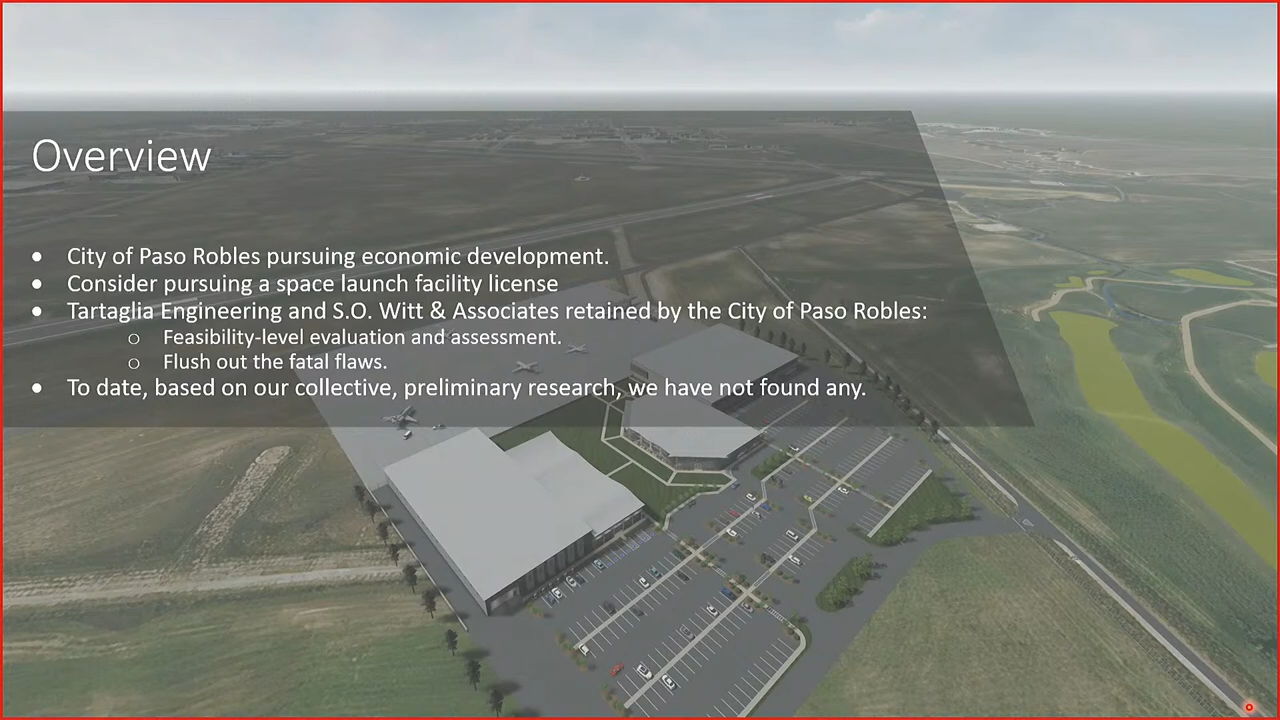 Overview
• City of Paso Robles pursuing economic development.
• Consider pursuing a space launch facility license
• Tartaglia Engineering and S.O. Witt & Associates retained by the City of Paso Robles:
o Feasibility-level evaluation and assessment.
o Flush out the fatal flaws.
• To date, based on our collective, preliminary research, we have not found any.